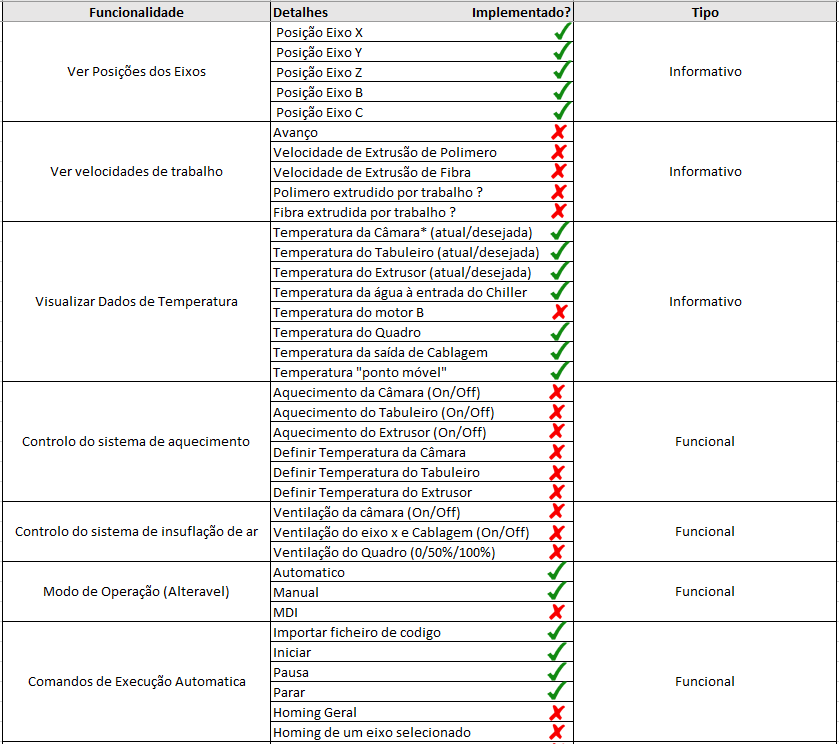 Funcionalidade Detalhes Implementado? Tipo
Posição Eixo X
Posição Eixo Y
Ver Posições dos Eixos Posição Eixo Z Informativo
Posição Eixo B
Posição Eixo C
Avanço
Velocidade de Extrusão de Polimero
Ver velocidades de trabalho Velocidade de Extrusão de Fibra Informativo
Polimero extrudido por trabalho ?
Fibra extrudida por trabalho ?
Temperatura da Câmara* (atual/desejada)
Temperatura do Tabuleiro (atual/desejada)
Temperatura do Extrusor (atual/desejada)
Temperatura da água à entrada do Chiller
Visualizar Dados de Temperatura Informativo
Temperatura do motor B
Temperatura do Quadro
Temperatura da saída de Cablagem
Temperatura "ponto móvel"
Aquecimento da Câmara (On/Off)
Aquecimento do Tabuleiro (On/Off)
Aquecimento do Extrusor (On/Off)
Controlo do sistema de aquecimento Funcional
Definir Temperatura da Câmara
Definir Temperatura do Tabuleiro
Definir Temperatura do Extrusor
Ventilação da câmara (On/Off)
Controlo do sistema de insuflação de ar Ventilação do eixo x e Cablagem (On/Off) Funcional
Ventilação do Quadro (0/50%/100%)
Automatico
Modo de Operação (Alteravel) Manual Funcional
MDI
Importar ficheiro de codigo
Iniciar
Pausa
Comandos de Execução Automatica Funcional
Parar
Homing Geral
Homing de um eixo selecionado